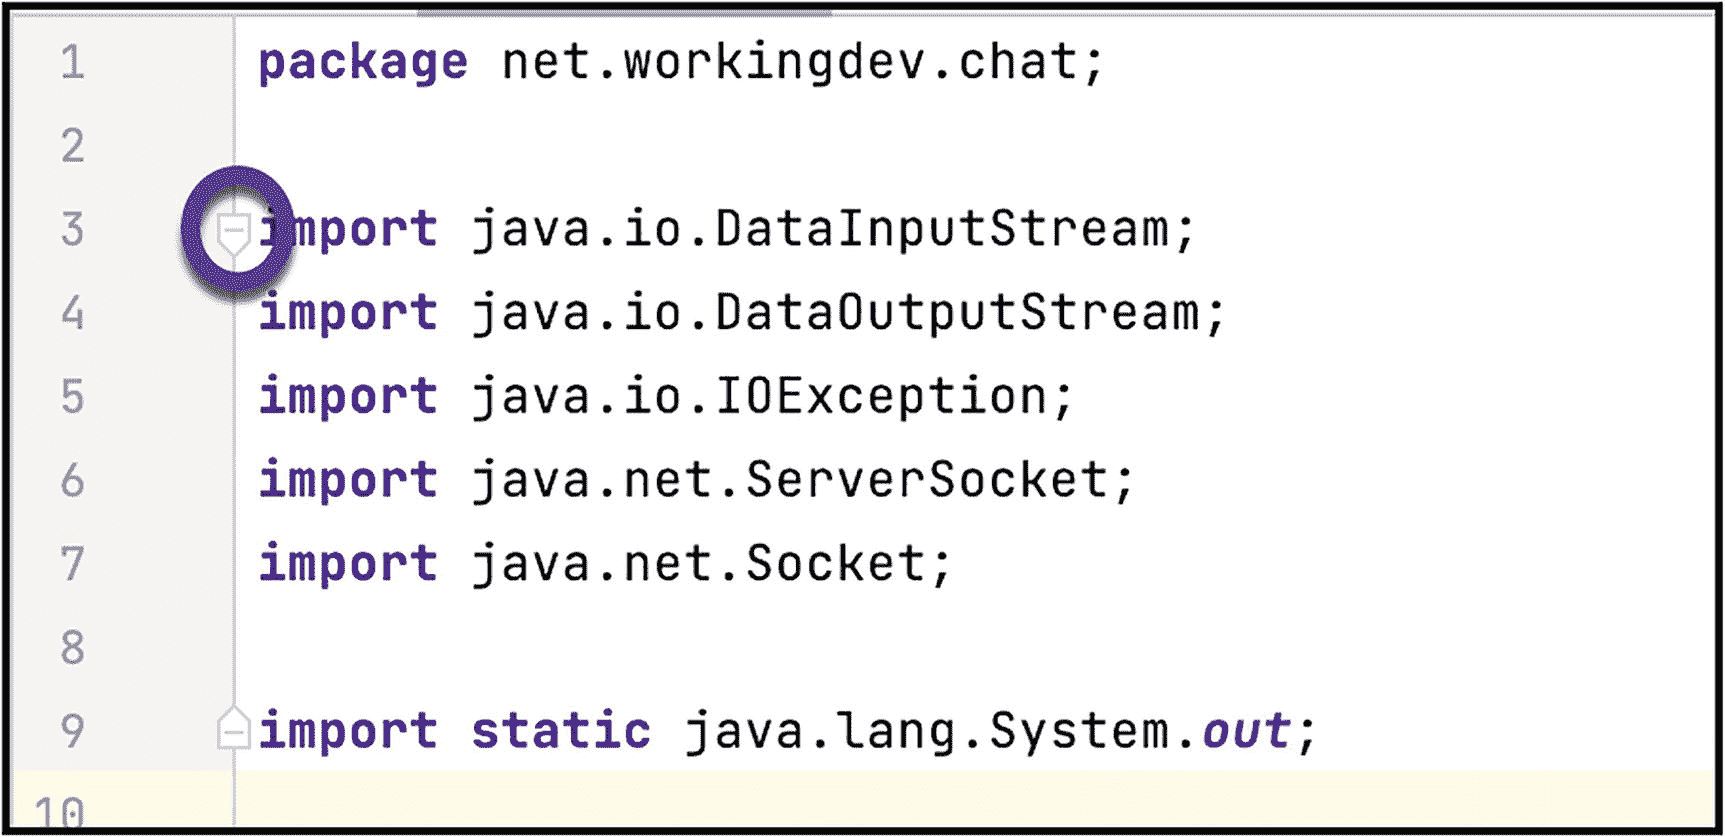 1 package net.workingdev.chat;
2
3 import java.io.DataInputStream;
4 import java.io.DataOutputStream;
5 import java.io.IOException;
6 import java.net.ServerSocket;
7 import java.net.Socket;
8
9 import static java.lang.System.out;
10